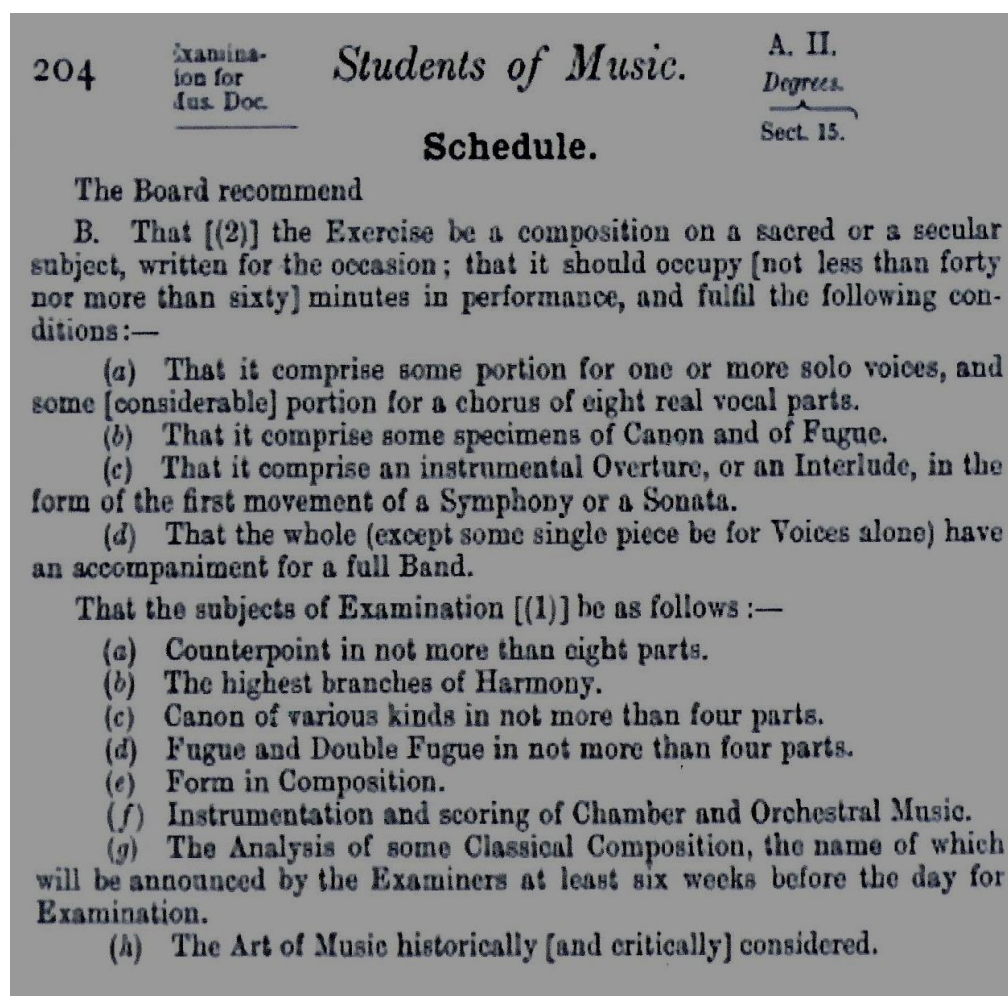 204
Examina-
ion for
Mus. Doc.
Students of Music.
A. II.
Degrees.
Sect. 15.
Schedule.
The Board recommend
B. That [(2)] the Exercise be a composition on a sacred or a secular
subject, written for the occasion; that it should occupy [not less than forty
nor more than sixty] minutes in performance, and fulfil the following con-
ditions:—
(a) That it comprise some portion for one or more solo voices, and
some [considerable] portion for a chorus of eight real vocal parts.
(b) That it comprise some specimens of Canon and of Fugue.
(c) That it comprise an instrumental Overture, or an Interlude, in the
form of the first movement of a Symphony or a Sonata.
(d) That the whole (except some single piece be for Voices alone) have
an accompaniment for a full Band.
That the subjects of Examination [(1)] be as follows :—
(a) Counterpoint in not more than eight parts.
(b) The highest branches of Harmony.
(c) Canon of various kinds in not more than four parts.
(d) Fugue and Double Fugue in not more than four parts.
(e) Form in Composition.
(f) Instrumentation and scoring of Chamber and Orchestral Music.
(g) The Analysis of some Classical Composition, the name of which
will be announced by the Examiners at least six weeks before the day for
Examination.
(h) The Art of Music historically [and critically] considered.